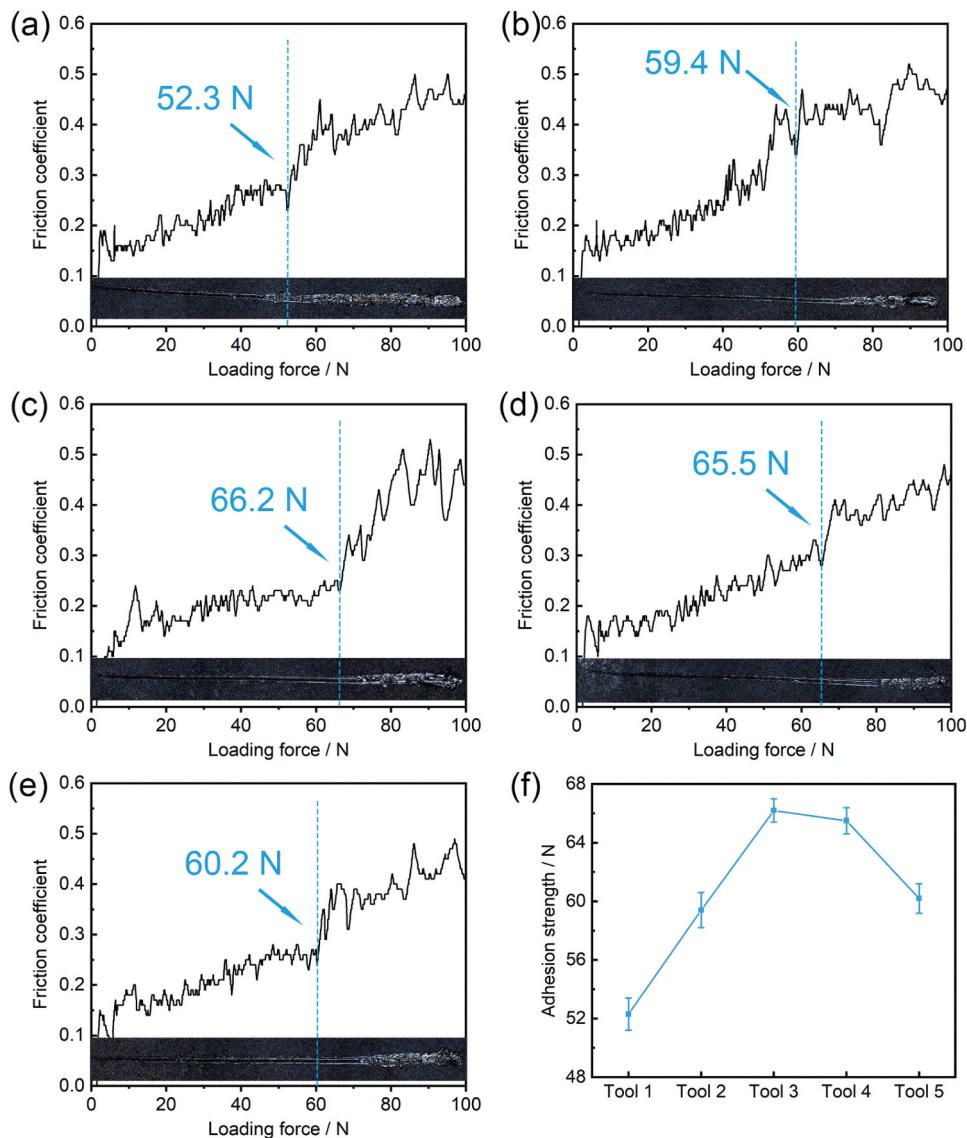 (a)
0.6
0.5
0.4
0.3
0.2
0.1
0.0
Friction coefficient
52.3 N
0 20 40 60 80 100
Loading force / N
(b)
0.6
0.5
0.4
0.3
0.2
0.1
0.0
Friction coefficient
59.4 N
0 20 40 60 80 100
Loading force / N
(c)
0.6
0.5
0.4
0.3
0.2
0.1
0.0
Friction coefficient
66.2 N
0 20 40 60 80 100
Loading force / N
(d)
0.6
0.5
0.4
0.3
0.2
0.1
0.0
Friction coefficient
65.5 N
0 20 40 60 80 100
Loading force / N
(e)
0.6
0.5
0.4
0.3
0.2
0.1
0.0
Friction coefficient
60.2 N
0 20 40 60 80 100
Loading force / N
(f)
68
64
60
56
52
48
Adhesion strength / N
Tool 1 Tool 2 Tool 3 Tool 4 Tool 5